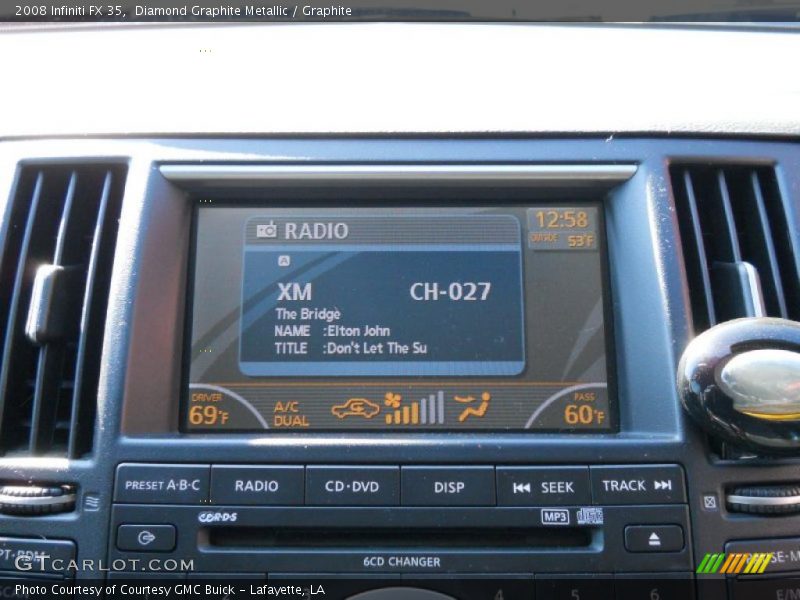 2008 Infiniti FX 35, Diamond Graphite Metallic / Graphite
RADIO
12:58
OUTSIDE 53°F
A
XM CH-027
The Bridge
NAME :Elton John
TITLE :Don't Let The Su
DRIVER
69°F
A/C
DUAL
PASS
60°F
PRESET A·B·C RADIO CD·DVD DISP SEEK TRACK
MP3
6CD CHANGER
GTCARLOT.COM
Photo Courtesy of Courtesy GMC Buick - Lafayette, LA